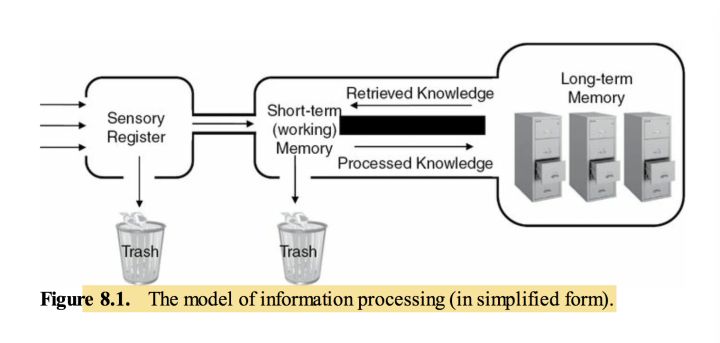 Sensory
Register
Trash
Short-term
(working)
Memory
Trash
Retrieved Knowledge
Processed Knowledge
Long-term
Memory
Figure 8.1. The model of information processing (in simplified form).